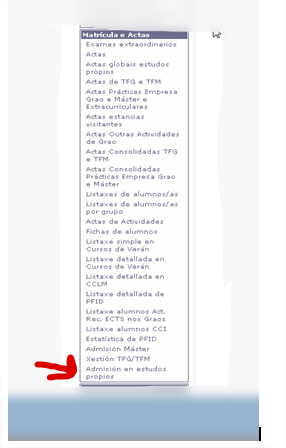 Matrícula e Actas
Exames extraordinarios
Actas
Actas globais estudos
propios
Actas de TFG e TFM
Actas Prácticas Empresa
Grao e Máster e
Extracurriculares
Actas estancias
visitantes
Actas Outras Actividades
de Grao
Actas Consolidadas TFG
e TFM
Actas Consolidadas
Prácticas Empresa Grao
e Máster
Listaxes de alumnos/as
Listaxes de alumnos/as
por grupo
Actas de Actividades
Fichas de alumnos
Listaxe simple en
Cursos de Verán
Listaxe detallada en
Cursos de Verán
Listaxe detallada en
CCLM
Listaxe detallada de
PFID
Listaxe alumnos Act.
Rec. ECTS nos Graos
Listaxe alumnos CCI
Estatística de PFID
Admisión Máster
Xestión TFG/TFM
Admisión en estudos
propios